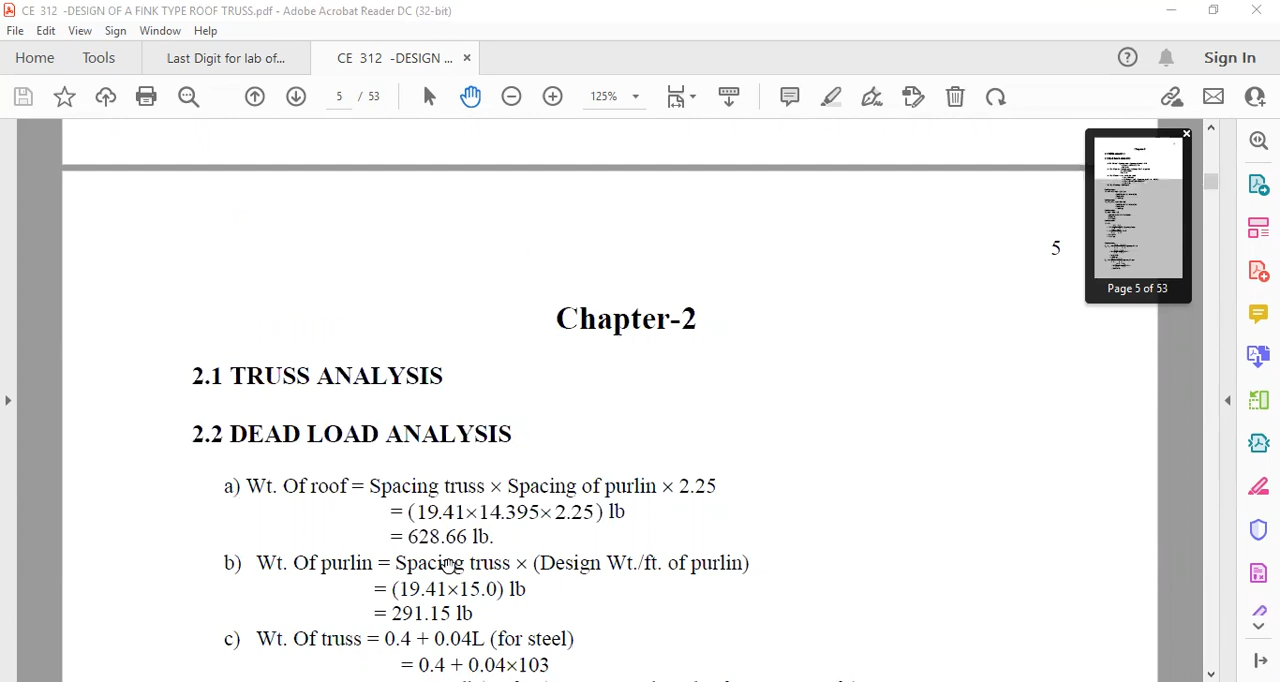 CE 312 -DESIGN OF A FINK TYPE ROOF TRUSS.pdf - Adobe Acrobat Reader DC (32-bit)
File Edit View Sign Window Help
Home Tools Last Digit for lab of... CE 312 -DESIGN ... × Sign In
5 / 53 125%
5
Page 5 of 53
Chapter-2
2.1 TRUSS ANALYSIS
2.2 DEAD LOAD ANALYSIS
a) Wt. Of roof = Spacing truss × Spacing of purlin × 2.25
= (19.41×14.395×2.25) lb
= 628.66 lb.
b) Wt. Of purlin = Spacing truss × (Design Wt./ft. of purlin)
= (19.41×15.0) lb
= 291.15 lb
c) Wt. Of truss = 0.4 + 0.04L (for steel)
= 0.4 + 0.04×103